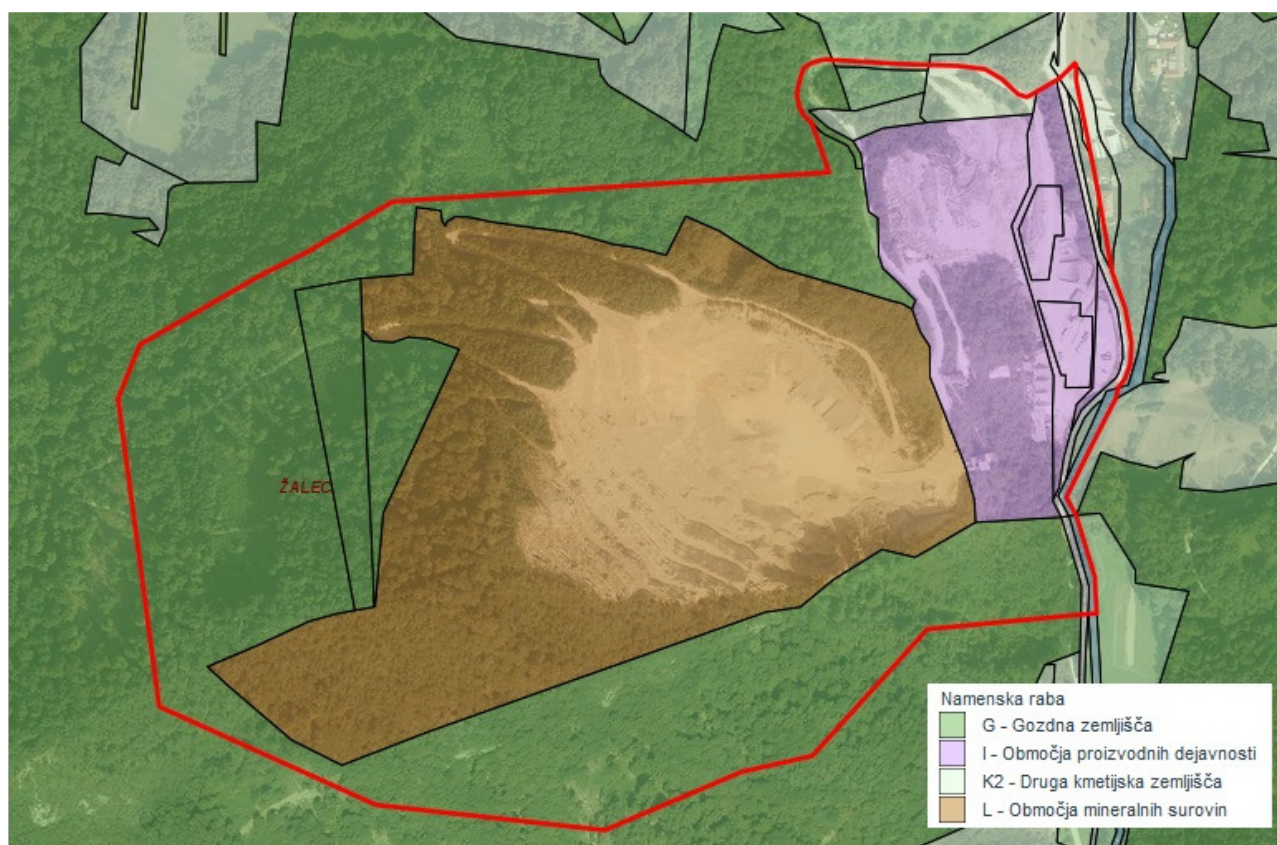 ŽALEC
Namenska raba
G - Gozdna zemljišča
I - Območja proizvodnih dejavnosti
K2 - Druga kmetijska zemljišča
L - Območja mineralnih surovin